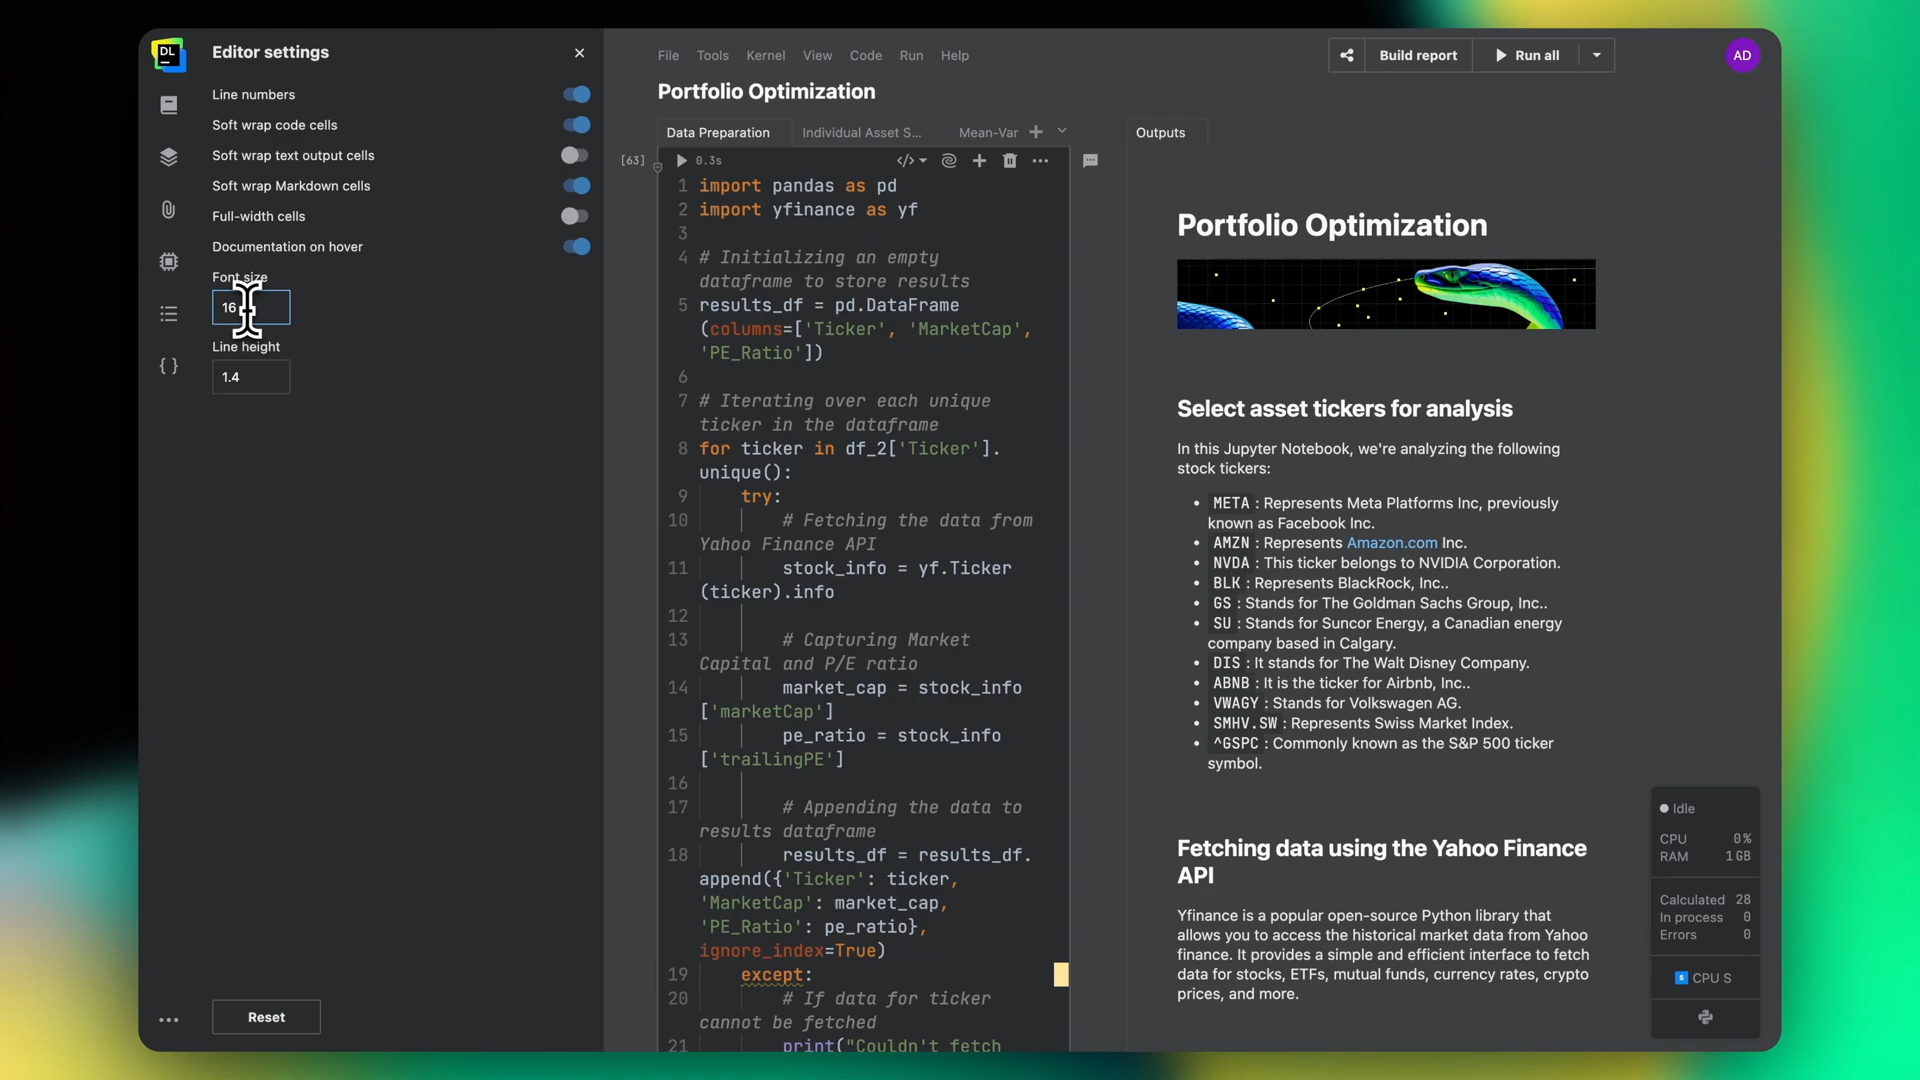 DL
Editor settings
Line numbers
Soft wrap code cells
Soft wrap text output cells
Soft wrap Markdown cells
Full-width cells
Documentation on hover
Font size
16
Line height
1.4
Reset
File Tools Kernel View Code Run Help
Build report
Run all
AD
Portfolio Optimization
Data Preparation
Individual Asset S...
Mean-Var
[63]
0.3s
1 import pandas as pd
2 import yfinance as yf
3
4 # Initializing an empty
dataframe to store results
5 results_df = pd.DataFrame
(columns=['Ticker', 'MarketCap',
'PE_Ratio'])
6
7 # Iterating over each unique
ticker in the dataframe
8 for ticker in df_2['Ticker'].
unique():
9 try:
10 # Fetching the data from
Yahoo Finance API
11 stock_info = yf.Ticker
(ticker).info
12
13 # Capturing Market
Capital and P/E ratio
14 market_cap = stock_info
['marketCap']
15 pe_ratio = stock_info
['trailingPE']
16
17 # Appending the data to
results dataframe
18 results_df = results_df.
append({'Ticker': ticker,
'MarketCap': market_cap,
'PE_Ratio': pe_ratio},
ignore_index=True)
19 except:
20 # If data for ticker
cannot be fetched
21 print("Couldn't fetch
Outputs
Portfolio Optimization
Select asset tickers for analysis
In this Jupyter Notebook, we're analyzing the following
stock tickers:
• META : Represents Meta Platforms Inc, previously
known as Facebook Inc.
• AMZN : Represents Amazon.com Inc.
• NVDA : This ticker belongs to NVIDIA Corporation.
• BLK : Represents BlackRock, Inc..
• GS : Stands for The Goldman Sachs Group, Inc..
• SU : Stands for Suncor Energy, a Canadian energy
company based in Calgary.
• DIS : It stands for The Walt Disney Company.
• ABNB : It is the ticker for Airbnb, Inc..
• VWAGY : Stands for Volkswagen AG.
• SMHV.SW : Represents Swiss Market Index.
• ^GSPC : Commonly known as the S&P 500 ticker
symbol.
Fetching data using the Yahoo Finance
API
Yfinance is a popular open-source Python library that
allows you to access the historical market data from Yahoo
finance. It provides a simple and efficient interface to fetch
data for stocks, ETFs, mutual funds, currency rates, crypto
prices, and more.
Idle
CPU 0%
RAM 1 GB
Calculated 28
In process 0
Errors 0
s CPU S